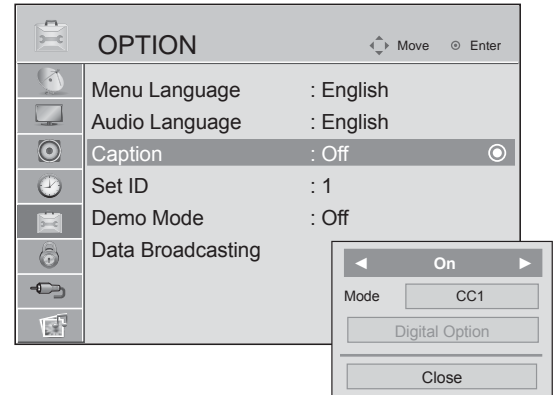 OPTION
Move
Enter
Menu Language : English
Audio Language : English
Caption : Off
Set ID : 1
Demo Mode : Off
Data Broadcasting
On
Mode CC1
Digital Option
Close